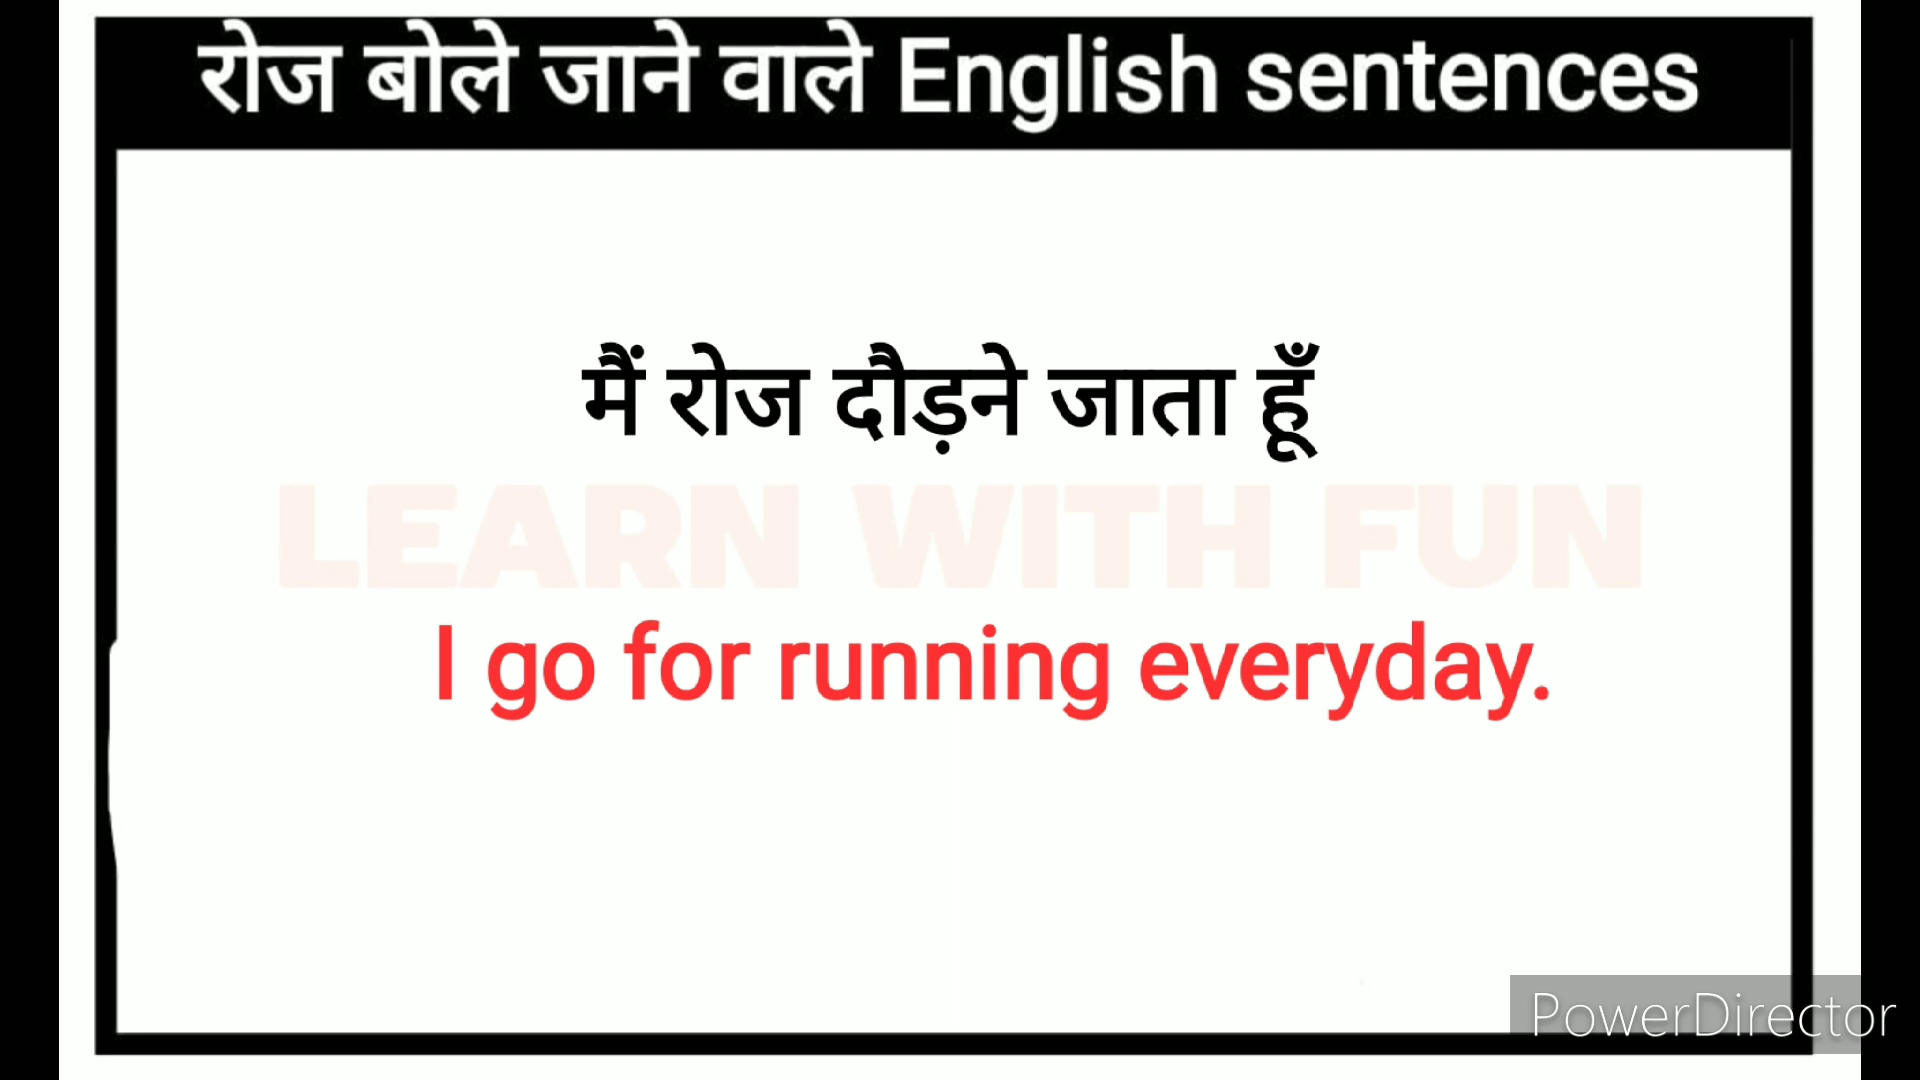 रोज बोले जाने वाले English sentences
मैं रोज दौड़ने जाता हूँ
LEARN WITH FUN
I go for running everyday.
PowerDirector